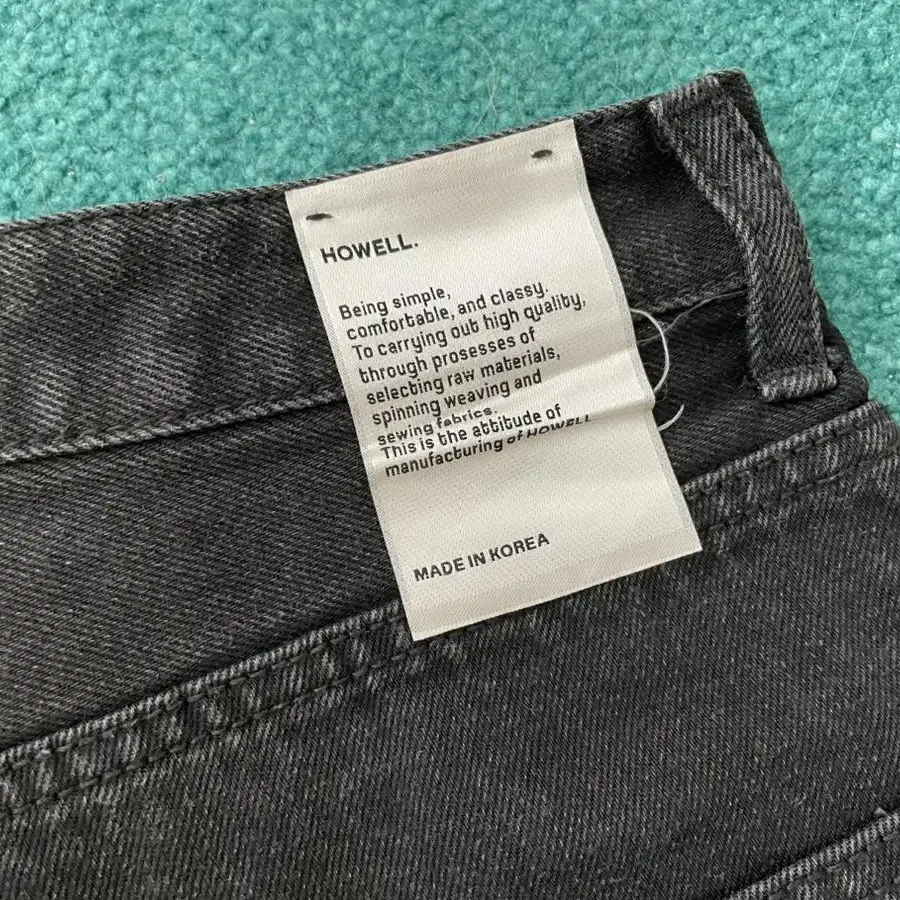 HOWELL.
Being simple,
comfortable, and classy.
To carrying out high quality,
through prosesses of
selecting raw materials,
spinning weaving and
sewing fabrics.
This is the attitude of
manufacturing of HOWELL
MADE IN KOREA